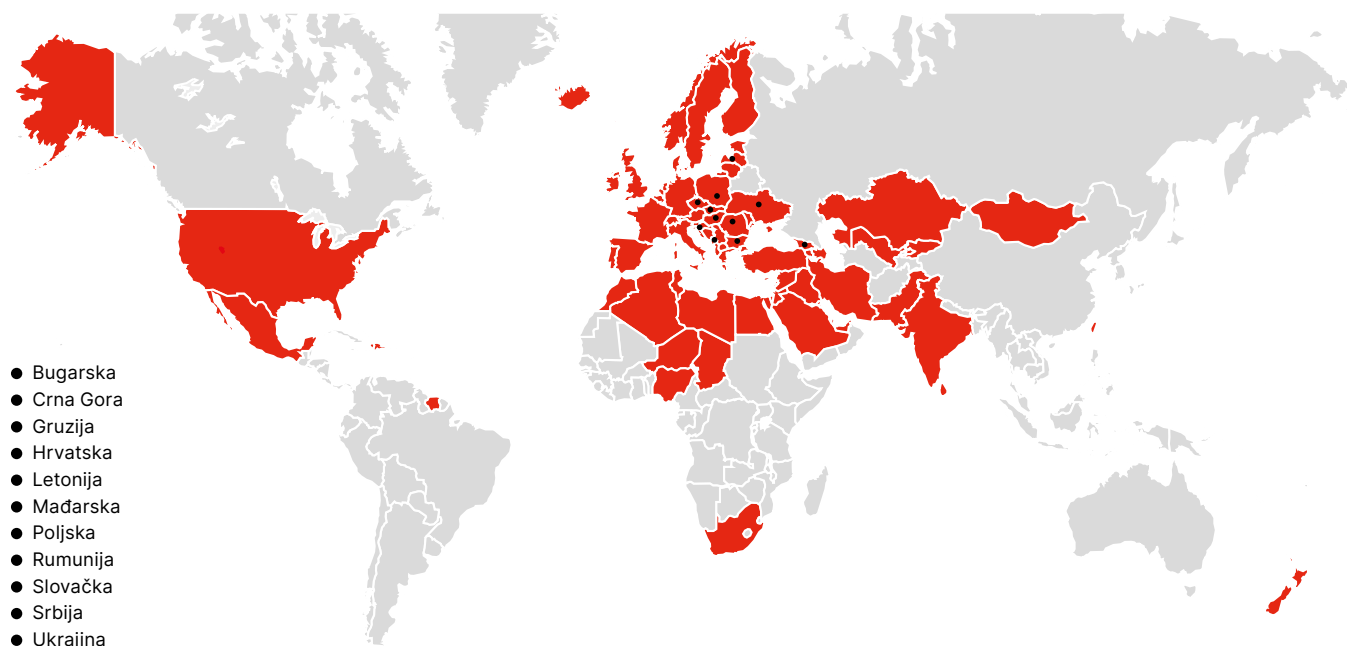 Bugarska
Crna Gora
Gruzija
Hrvatska
Letonija
Mađarska
Poljska
Rumunija
Slovačka
Srbija
Ukrajina